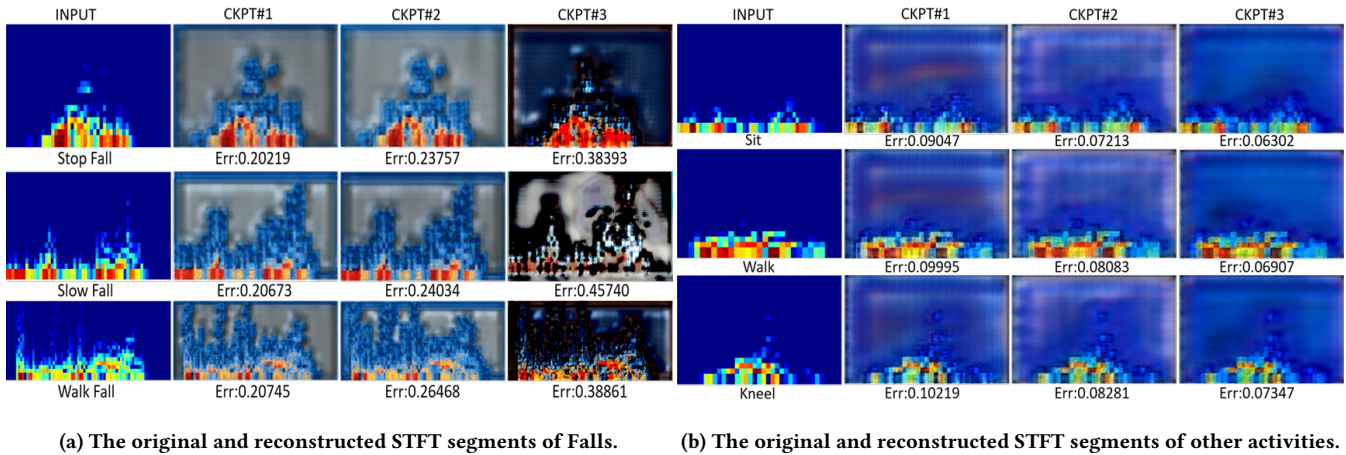 INPUT CKPT#1 CKPT#2 CKPT#3
Stop Fall Err:0.20219 Err:0.23757 Err:0.38393
Slow Fall Err:0.20673 Err:0.24034 Err:0.45740
Walk Fall Err:0.20745 Err:0.26468 Err:0.38861
(a) The original and reconstructed STFT segments of Falls.
INPUT CKPT#1 CKPT#2 CKPT#3
Sit Err:0.09047 Err:0.07213 Err:0.06302
Walk Err:0.09995 Err:0.08083 Err:0.06907
Kneel Err:0.10219 Err:0.08281 Err:0.07347
(b) The original and reconstructed STFT segments of other activities.